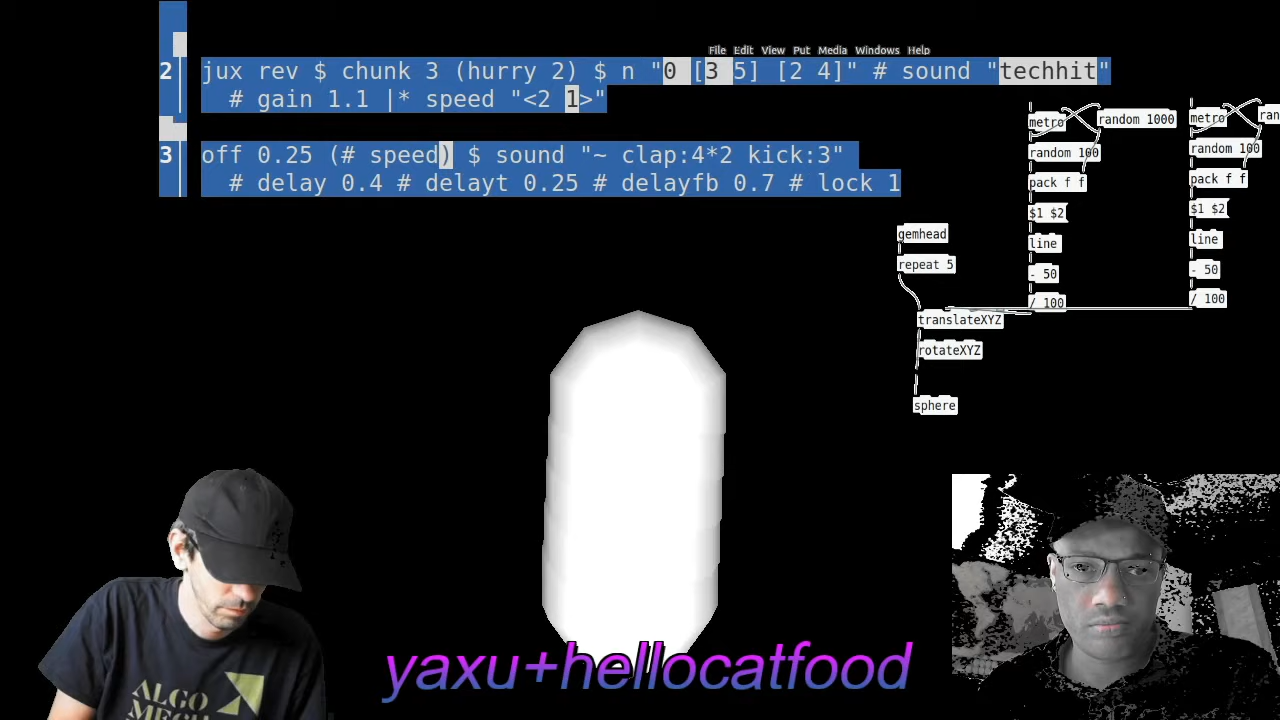 File Edit View Put Media Windows Help
2 jux rev $ chunk 3 (hurry 2) $ n "0 [3 5] [2 4]" # sound "techhit"
# gain 1.1 |* speed "<2 1>"
3 off 0.25 (# speed) $ sound "~ clap:4*2 kick:3"
# delay 0.4 # delayt 0.25 # delayfb 0.7 # lock 1
metro
random 1000
random 100
pack f f
$1 $2
line
- 50
/ 100
metro
ran
random 100
pack f f
$1 $2
line
- 50
/ 100
gemhead
repeat 5
translateXYZ
rotateXYZ
sphere
ALGO
MECH
yaxu+hellocatfood